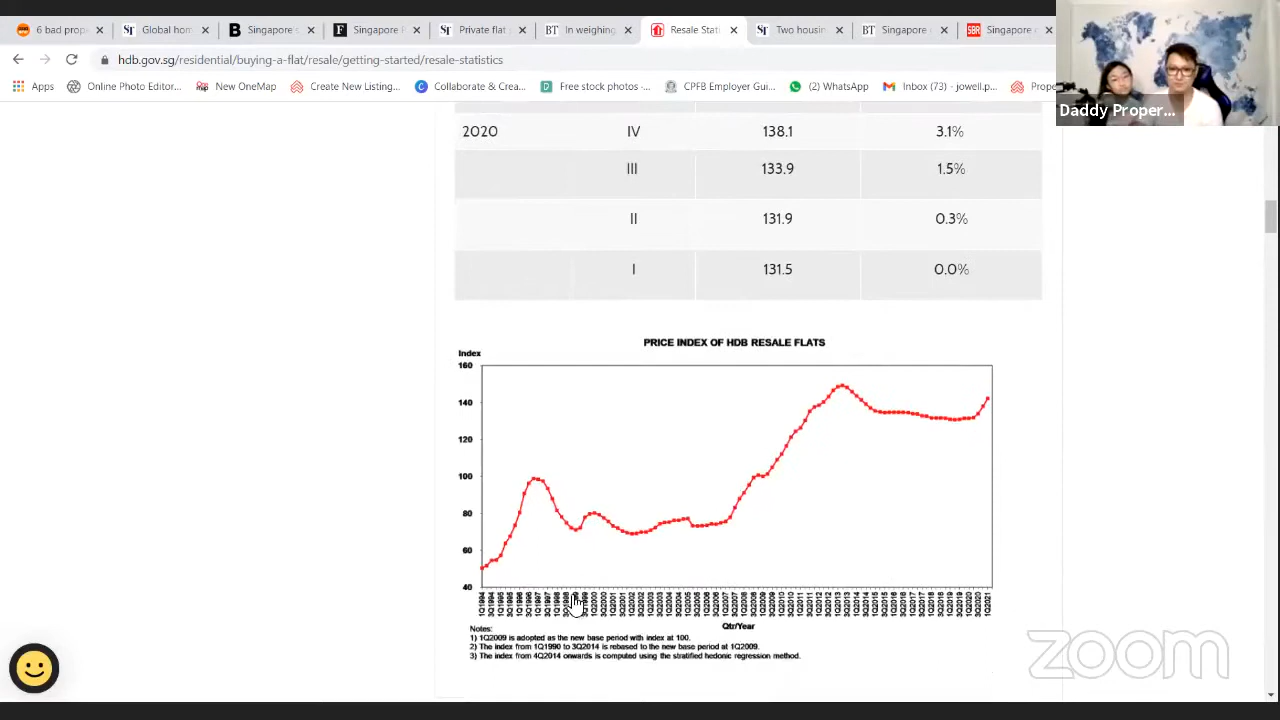 6 bad prop
Global hon
Singapore s
Singapore P
Private flat s
In weighing
Resale Stati
Two housin
Singapore
Singapore e
hdb.gov.sg/residential/buying-a-flat/resale/getting-started/resale-statistics
Apps
Online Photo Editor...
New OneMap
Create New Listing...
Collaborate & Crea...
Free stock photos ·...
CPFB Employer Gui...
(2) WhatsApp
Inbox (73) - jowell.p...
Prope
Daddy Proper...
2020 IV 138.1 3.1%
III 133.9 1.5%
II 131.9 0.3%
I 131.5 0.0%
PRICE INDEX OF HDB RESALE FLATS
Index
160
140
120
100
80
60
40
Qtr/Year
Notes:
1) 1Q2009 is adopted as the new base period with index at 100.
2) The index from 1Q1990 to 3Q2014 is rebased to the new base period at 1Q2009.
3) The index from 4Q2014 onwards is computed using the stratified hedonic regression method.
zoom